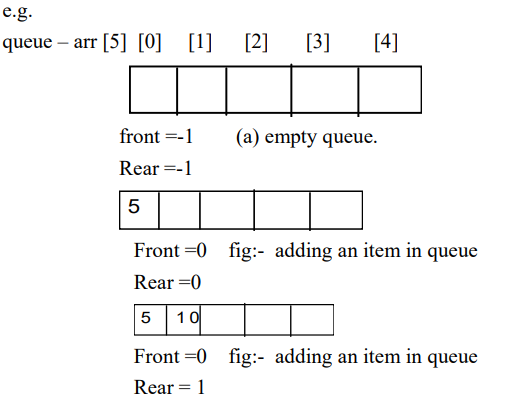 e.g.
queue – arr [5] [0] [1] [2] [3] [4]
front =-1 (a) empty queue.
Rear =-1
5
Front =0 fig:- adding an item in queue
Rear =0
5 10
Front =0 fig:- adding an item in queue
Rear = 1